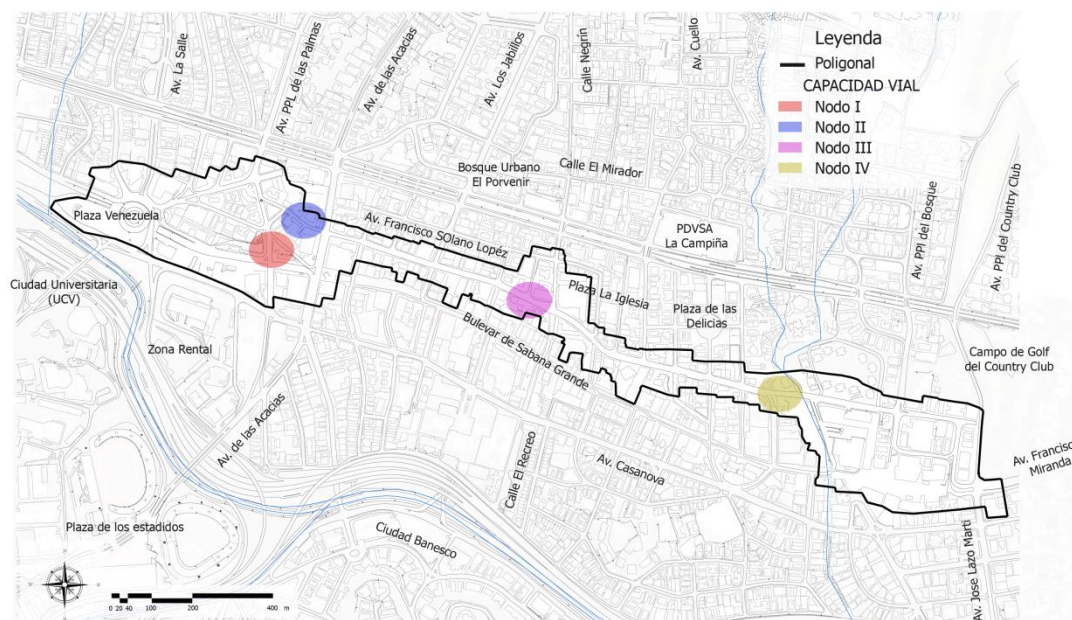 Av. La Salle
Av. PPL de las Palmas
Av. de las Acacias
Av. Los Jabillos
Calle Negrín
Av. Cuello
Leyenda
Poligonal
CAPACIDAD VIAL
Nodo I
Nodo II
Nodo III
Nodo IV
Bosque Urbano
El Porvenir
Calle El Mirador
Plaza Venezuela
Av. Francisco SOlano Lopéz
PDVSA
La Campiña
Av. PPl del Bosque
Av. PPl del Country Club
Ciudad Universitaria
(UCV)
Plaza La Iglesia
Plaza de las
Delicias
Zona Rental
Bulevar de Sabana Grande
Campo de Golf
del Country Club
Av. de las Acacias
Calle El Recreo
Av. Casanova
Av. Francisco
Miranda
Plaza de los estadidos
Ciudad Banesco
Av. Jose Lazo Marti
0 20 40 100 200 400 m